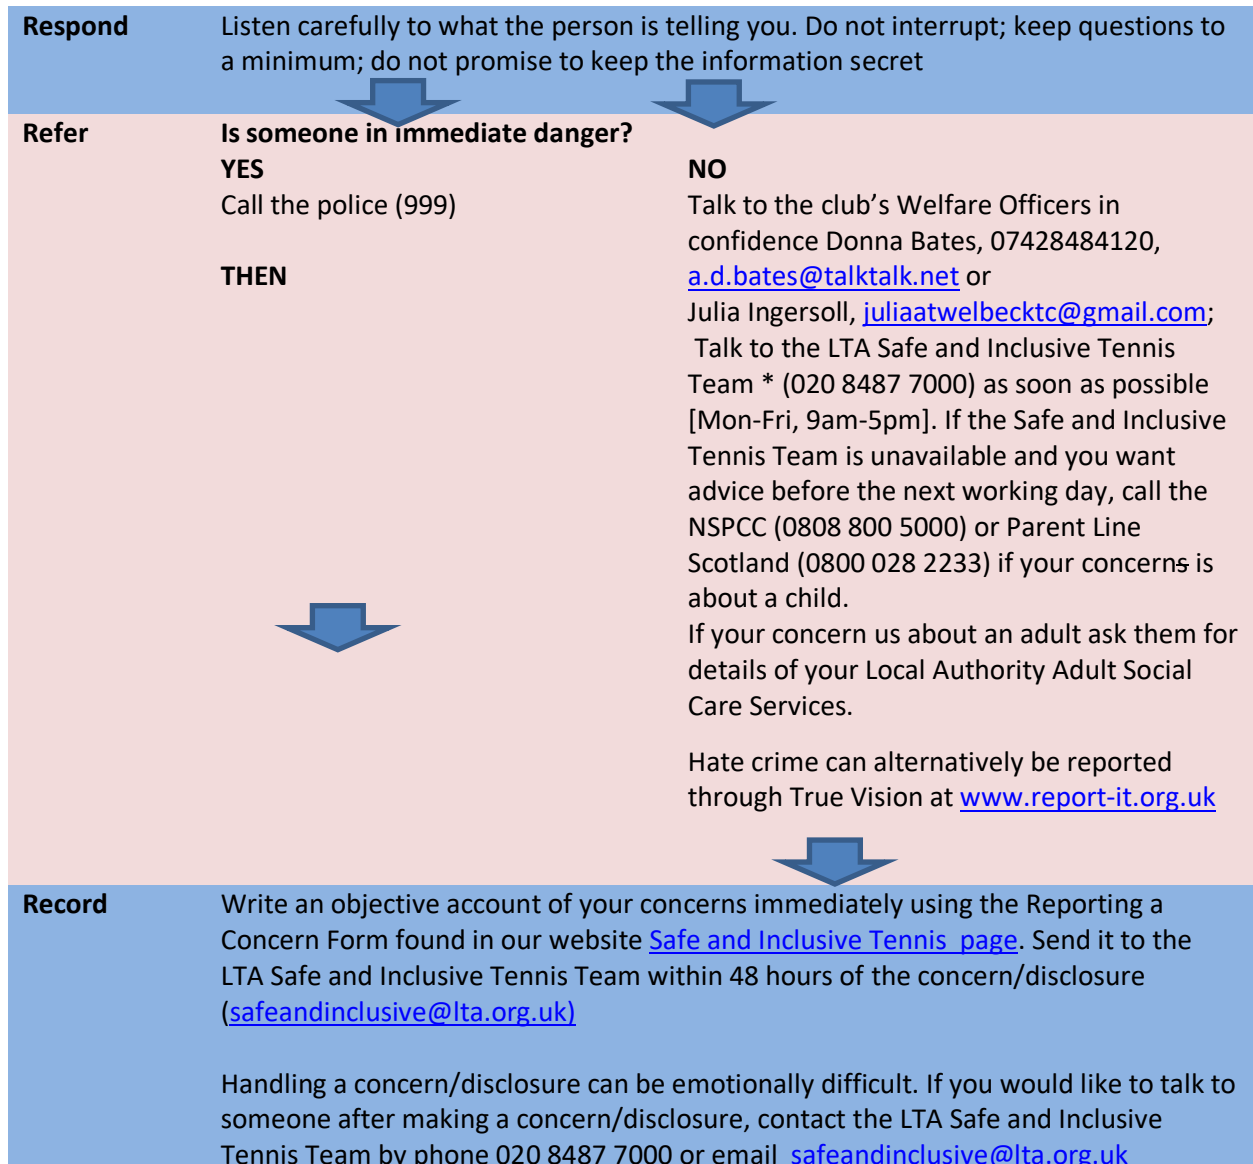 Respond
Listen carefully to what the person is telling you. Do not interrupt; keep questions to
a minimum; do not promise to keep the information secret
Refer
Is someone in immediate danger?
YES
Call the police (999)
THEN
NO
Talk to the club’s Welfare Officers in
confidence Donna Bates, 07428484120,
a.d.bates@talktalk.net or
Julia Ingersoll, juliaatwelbecktc@gmail.com;
Talk to the LTA Safe and Inclusive Tennis
Team * (020 8487 7000) as soon as possible
[Mon-Fri, 9am-5pm]. If the Safe and Inclusive
Tennis Team is unavailable and you want
advice before the next working day, call the
NSPCC (0808 800 5000) or Parent Line
Scotland (0800 028 2233) if your concerns is
about a child.
If your concern us about an adult ask them for
details of your Local Authority Adult Social
Care Services.
Hate crime can alternatively be reported
through True Vision at www.report-it.org.uk
Record
Write an objective account of your concerns immediately using the Reporting a
Concern Form found in our website Safe and Inclusive Tennis  page. Send it to the
LTA Safe and Inclusive Tennis Team within 48 hours of the concern/disclosure
(safeandinclusive@lta.org.uk)
Handling a concern/disclosure can be emotionally difficult. If you would like to talk to
someone after making a concern/disclosure, contact the LTA Safe and Inclusive
Tennis Team by phone 020 8487 7000 or email  safeandinclusive@lta.org.uk